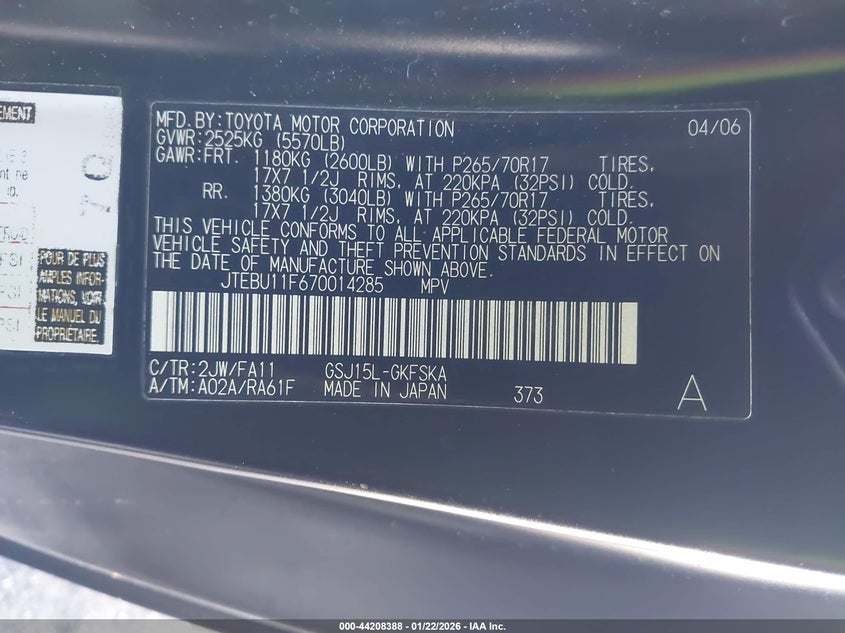 EMENT
ent ne
POUR DE PLUS
AMPLES INFOR-
MATIONS, VOIR
LE MANUEL DU
PROPRIÉTAIRE.
MFD.BY:TOYOTA MOTOR CORPORATION 04/06
GVWR:2525KG (5570LB)
GAWR:FRT. 1180KG (2600LB) WITH P265/70R17 TIRES,
17X7 1/2J RIMS, AT 220KPA (32PSI) COLD.
RR. 1380KG (3040LB) WITH P265/70R17 TIRES,
17X7 1/2J RIMS, AT 220KPA (32PSI) COLD.
THIS VEHICLE CONFORMS TO ALL APPLICABLE FEDERAL MOTOR
VEHICLE SAFETY AND THEFT PREVENTION STANDARDS IN EFFECT ON
THE DATE OF MANUFACTURE SHOWN ABOVE.
JTEBU11F670014285 MPV
C/TR:2JW/FA11 GSJ15L-GKFSKA
A/TM:A02A/RA61F MADE IN JAPAN 373 A
000-44208388 - 01/22/2026 - IAA Inc.